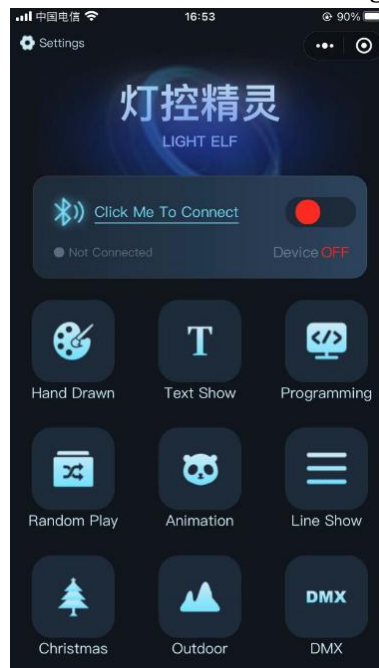 中国电信 16:53 90%
Settings
灯控精灵
LIGHT ELF
Click Me To Connect
Not Connected Device OFF
Hand Drawn Text Show Programming
Random Play Animation Line Show
DMX
Christmas Outdoor DMX